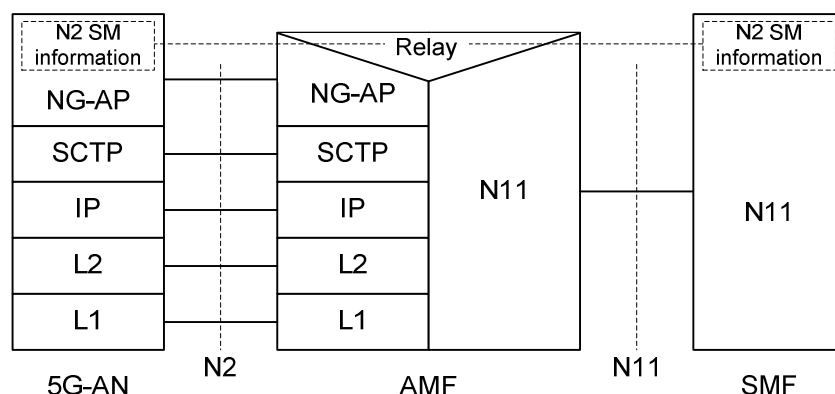 N2 SM
information
NG-AP
SCTP
IP
L2
L1
5G-AN
N2
Relay
NG-AP
SCTP
IP
L2
L1
N11
AMF
N11
N2 SM
information
N11
SMF